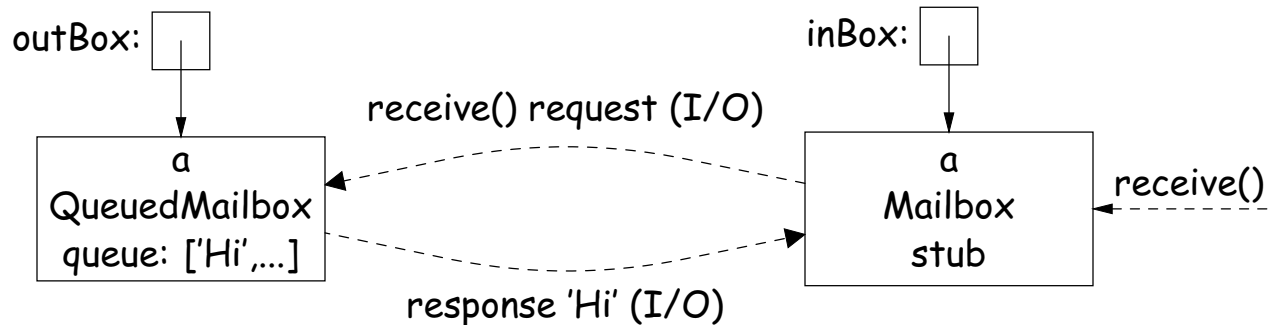 outBox:
inBox:
receive() request (I/O)
a
QueuedMailbox
queue: ['Hi',...]
a
Mailbox
stub
receive()
response 'Hi' (I/O)